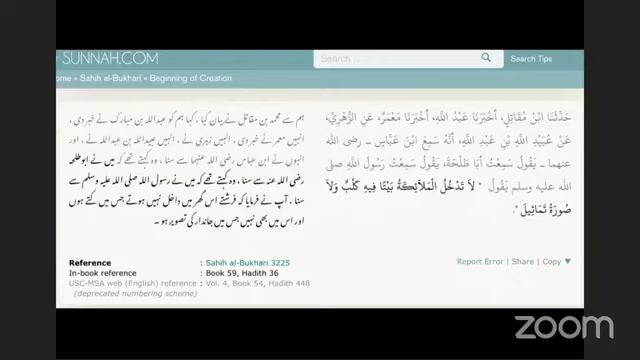 SUNNAH.COM
Search ...
Search Tips
ome » Sahih al-Bukhari » Beginning of Creation
ہم سے محمد بن مقاتل نے بیان کیا ، کہا ہم کو عبداللہ بن مبارک نے خبر دی ،
انہیں معمر نے خبر دی ، انہیں زہری نے ، انہیں عبیداللہ بن عبداللہ نے ، اور
انہوں نے ابن عباس رضی اللہ عنہما سے سنا ، وہ کہتے تھے کہ میں نے ابوطلحہ
رضی اللہ عنہ سے سنا ، وہ کہتے تھے کہ میں نے رسول اللہ صلی اللہ علیہ وسلم سے
سنا ، آپ نے فرمایا کہ فرشتے اس گھر میں داخل نہیں ہوتے جس میں کتے ہوں
اور اس میں بھی نہیں جس میں جاندار کی تصویر ہو ۔
حَدَّثَنَا ابْنُ مُقَاتِلٍ، أَخْبَرَنَا عَبْدُ اللَّهِ، أَخْبَرَنَا مَعْمَرٌ، عَنِ الزُّهْرِيِّ،
عَنْ عُبَيْدِ اللَّهِ بْنِ عَبْدِ اللَّهِ، أَنَّهُ سَمِعَ ابْنَ عَبَّاسٍ ـ رضى الله
عنهما ـ يَقُولُ سَمِعْتُ أَبَا طَلْحَةَ، يَقُولُ سَمِعْتُ رَسُولَ اللَّهِ صلى
الله عليه وسلم يَقُولُ " لاَ تَدْخُلُ الْمَلاَئِكَةُ بَيْتًا فِيهِ كَلْبٌ وَلاَ
صُورَةُ تَمَاثِيلَ ".
Reference : Sahih al-Bukhari 3225
In-book reference : Book 59, Hadith 36
USC-MSA web (English) reference : Vol. 4, Book 54, Hadith 448
(deprecated numbering scheme)
Report Error | Share | Copy ▼
zoom